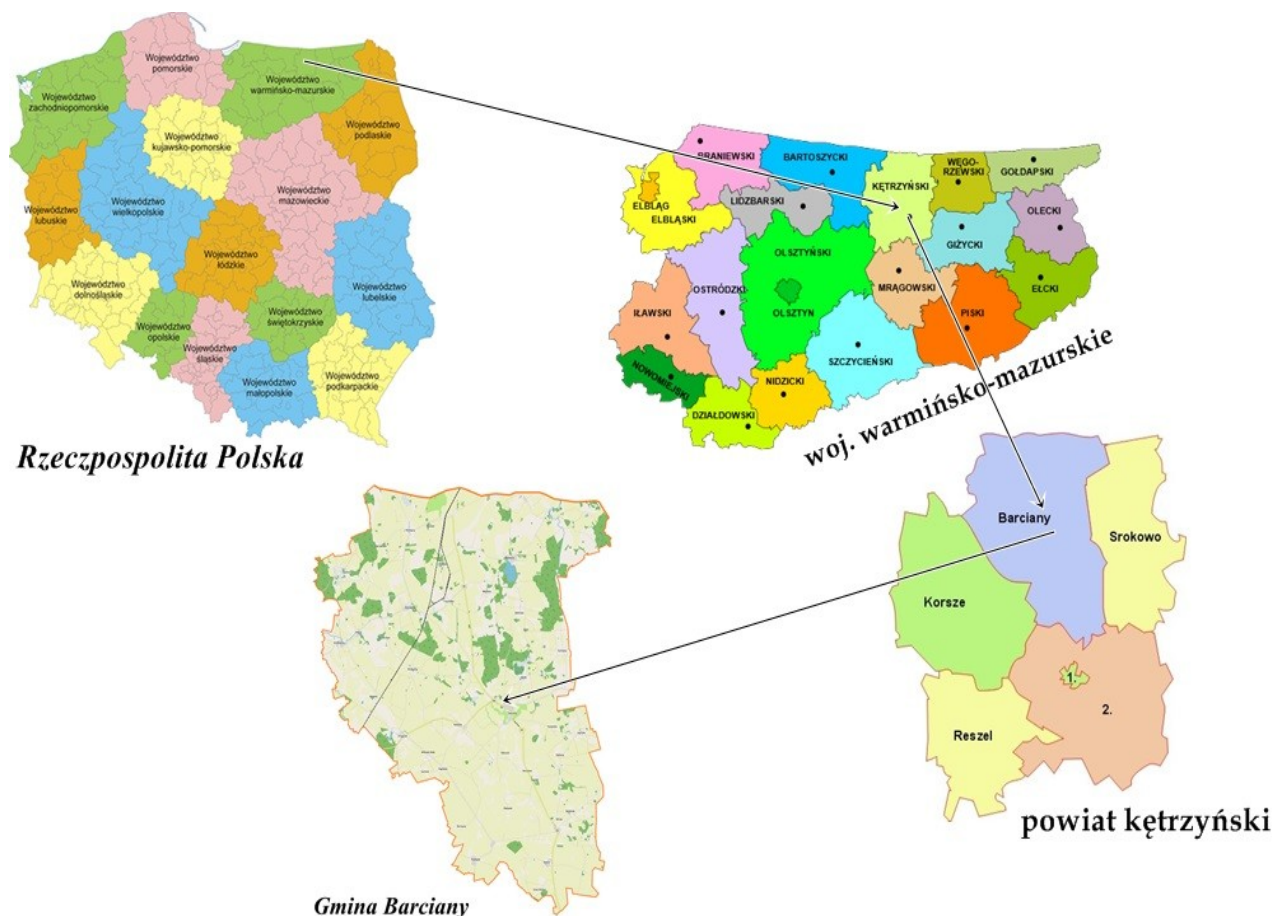 Województwo
pomorskie
Województwo
zachodniopomorskie
Województwo
warmińsko-mazurskie
Województwo
podlaskie
Województwo
kujawsko-pomorskie
Województwo
mazowieckie
Województwo
wielkopolskie
Województwo
lubuskie
Województwo
łódzkie
Województwo
lubelskie
Województwo
dolnośląskie
Województwo
opolskie
Województwo
śląskie
Województwo
świętokrzyskie
Województwo
małopolskie
Województwo
podkarpackie
Rzeczpospolita Polska
BRANIEWSKI
BARTOSZYCKI
KĘTRZYŃSKI
WĘGO-
RZEWSKI
GOŁDAPSKI
ELBLĄG
ELBLĄSKI
LIDZBARSKI
OLECKI
GIŻYCKI
OLSZTYŃSKI
OSTRÓDZKI
MRĄGOWSKI
EŁCKI
IŁAWSKI
OLSZTYN
PISKI
SZCZYCIEŃSKI
NOWOMIEJSKI
NIDZICKI
DZIAŁDOWSKI
woj. warmińsko-mazurskie
Barciany
Srokowo
Korsze
1.
2.
Reszel
powiat kętrzyński
Gmina Barciany